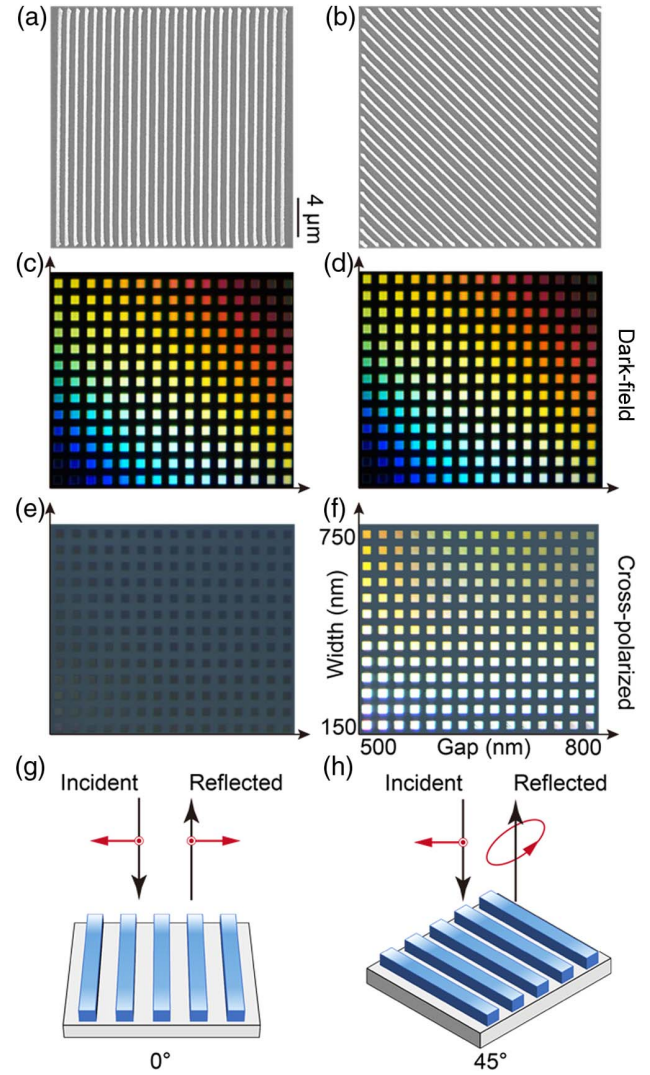 (a)
(b)
4 μm
(c)
(d)
Dark-field
(e)
(f)
750
Width (nm)
150
500 Gap (nm) 800
Cross-polarized
(g)
(h)
Incident Reflected
Incident Reflected
0°
45°